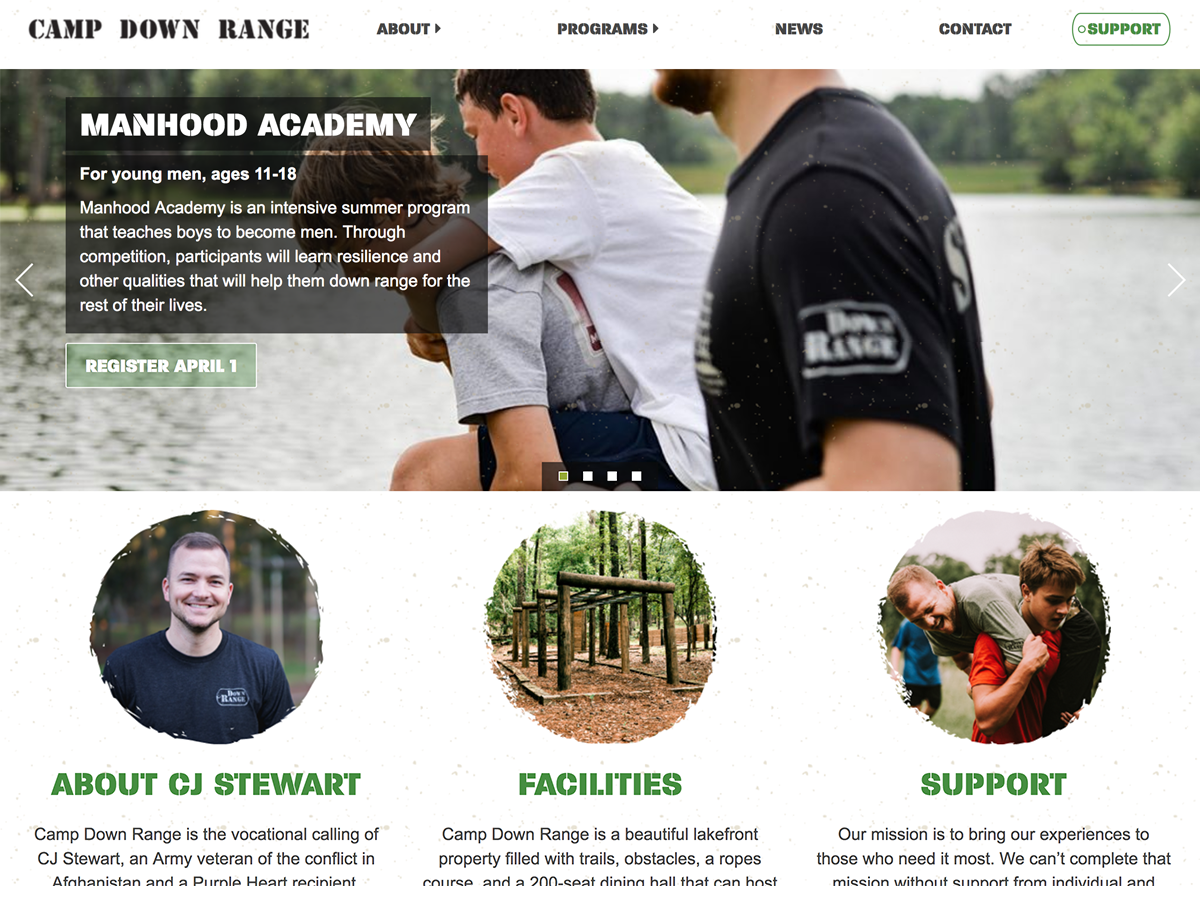 CAMP DOWN RANGE
ABOUT
PROGRAMS
NEWS
CONTACT
SUPPORT
MANHOOD ACADEMY
For young men, ages 11-18
Manhood Academy is an intensive summer program
that teaches boys to become men. Through
competition, participants will learn resilience and
other qualities that will help them down range for the
rest of their lives.
REGISTER APRIL 1
DOWN
RANGE
DOWN
RANGE
ABOUT CJ STEWART
FACILITIES
SUPPORT
Camp Down Range is the vocational calling of
CJ Stewart, an Army veteran of the conflict in
Afghanistan and a Purple Heart recipient.
Camp Down Range is a beautiful lakefront
property filled with trails, obstacles, a ropes
course, and a 200-seat dining hall that can host
Our mission is to bring our experiences to
those who need it most. We can’t complete that
mission without support from individual and